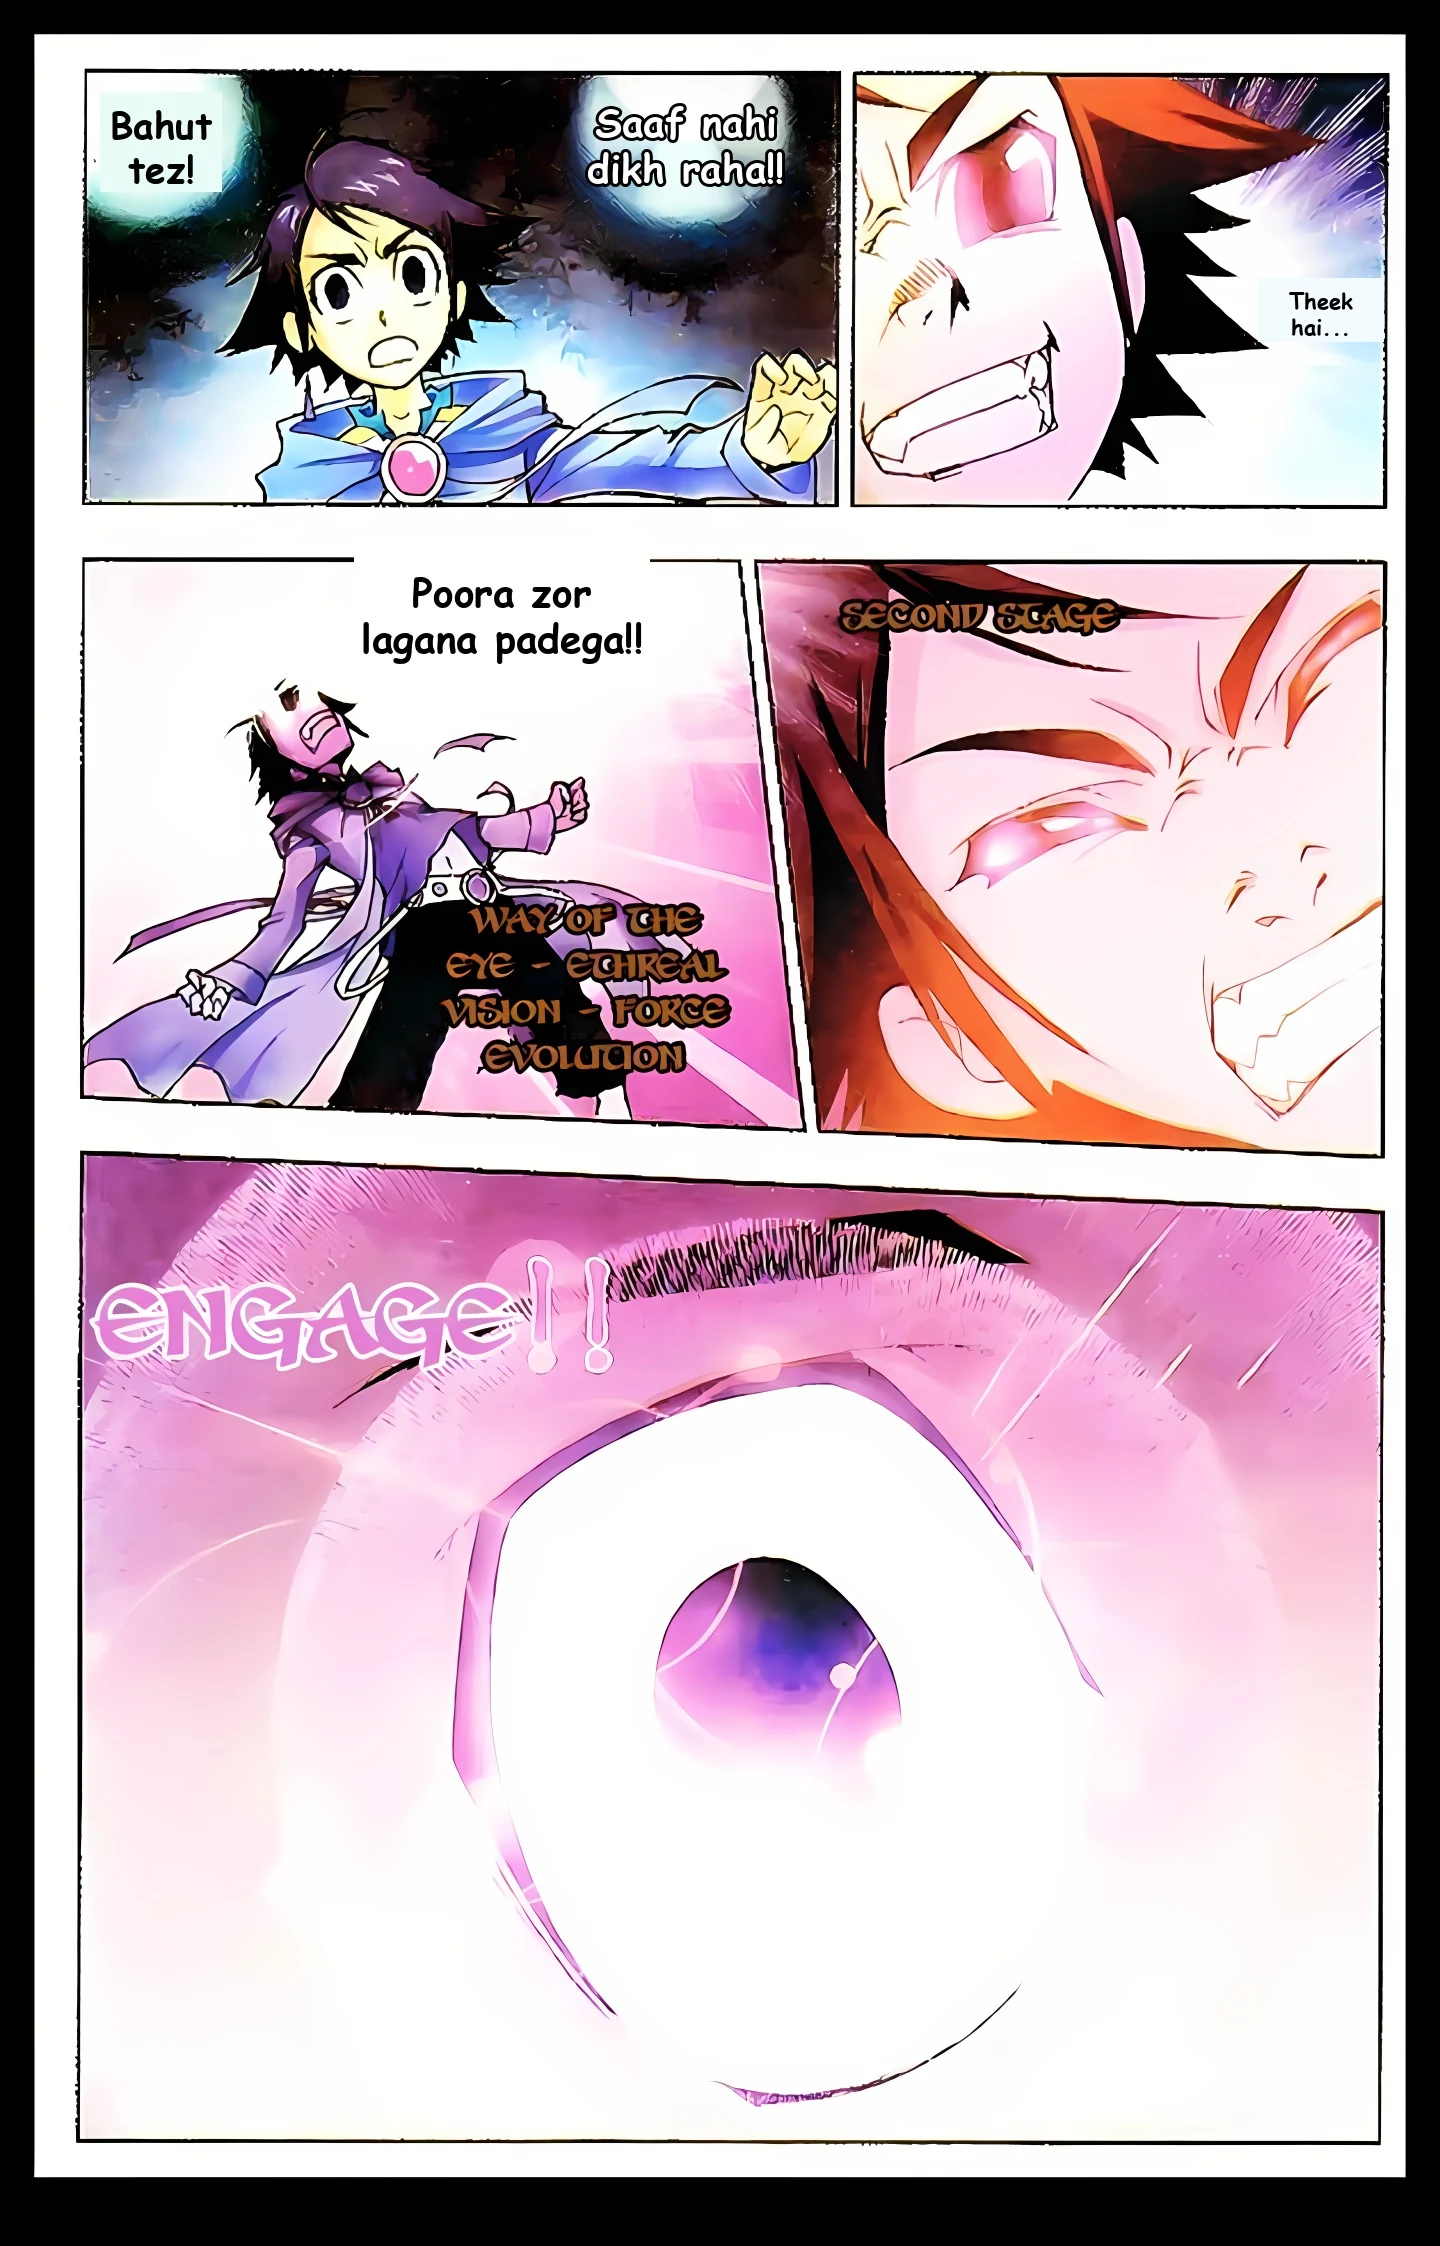 Bahut
tez!
Saaf nahi
dikh raha!!
Theek
hai...
Poora zor
lagana padega!!
WAY OF THE
EYE - ETHREAL
VISION - FORCE
EVOLUTION
SECOND STAGE
ENGAGE!!